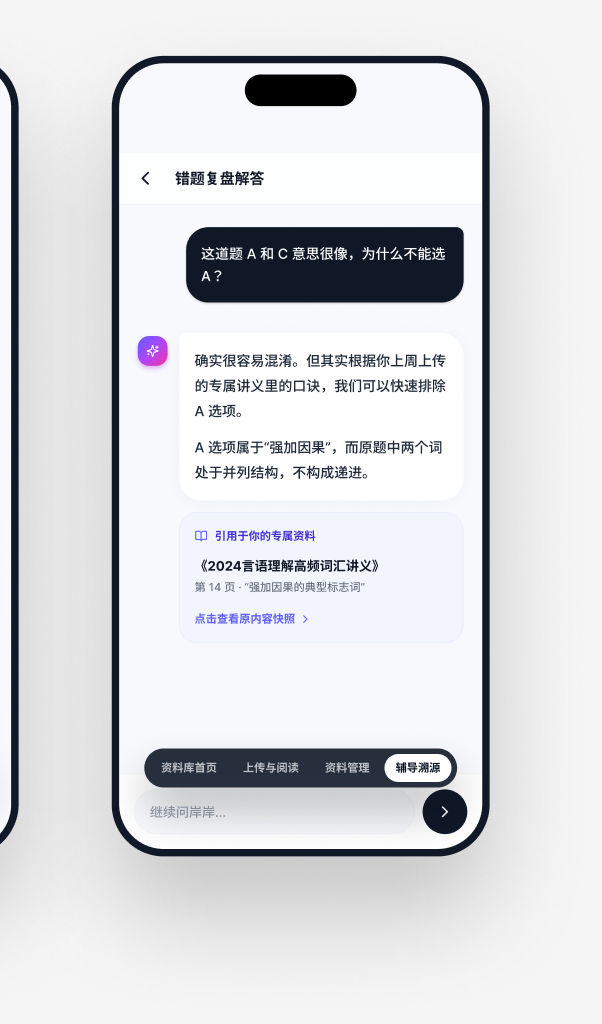 错题复盘解答
这道题 A 和 C 意思很像，为什么不能选
A？
确实很容易混淆。但其实根据你上周上传
的专属讲义里的口诀，我们可以快速排除
A 选项。
A 选项属于“强加因果”，而原题中两个词
处于并列结构，不构成递进。
引用于你的专属资料
《2024言语理解高频词汇讲义》
第 14 页 · “强加因果的典型标志词”
点击查看原内容快照
资料库首页 上传与阅读 资料管理 辅导溯源
继续问岸岸...